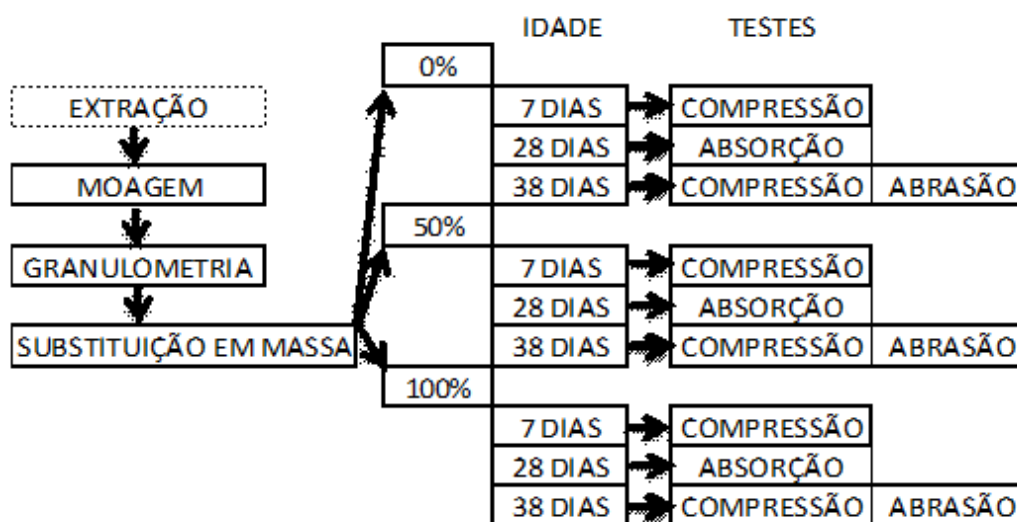 IDADE TESTES
0%
EXTRAÇÃO
7 DIAS COMPRESSÃO
28 DIAS ABSORÇÃO
MOAGEM
38 DIAS COMPRESSÃO ABRASÃO
50%
GRANULOMETRIA
7 DIAS COMPRESSÃO
28 DIAS ABSORÇÃO
SUBSTITUIÇÃO EM MASSA
38 DIAS COMPRESSÃO ABRASÃO
100%
7 DIAS COMPRESSÃO
28 DIAS ABSORÇÃO
38 DIAS COMPRESSÃO ABRASÃO